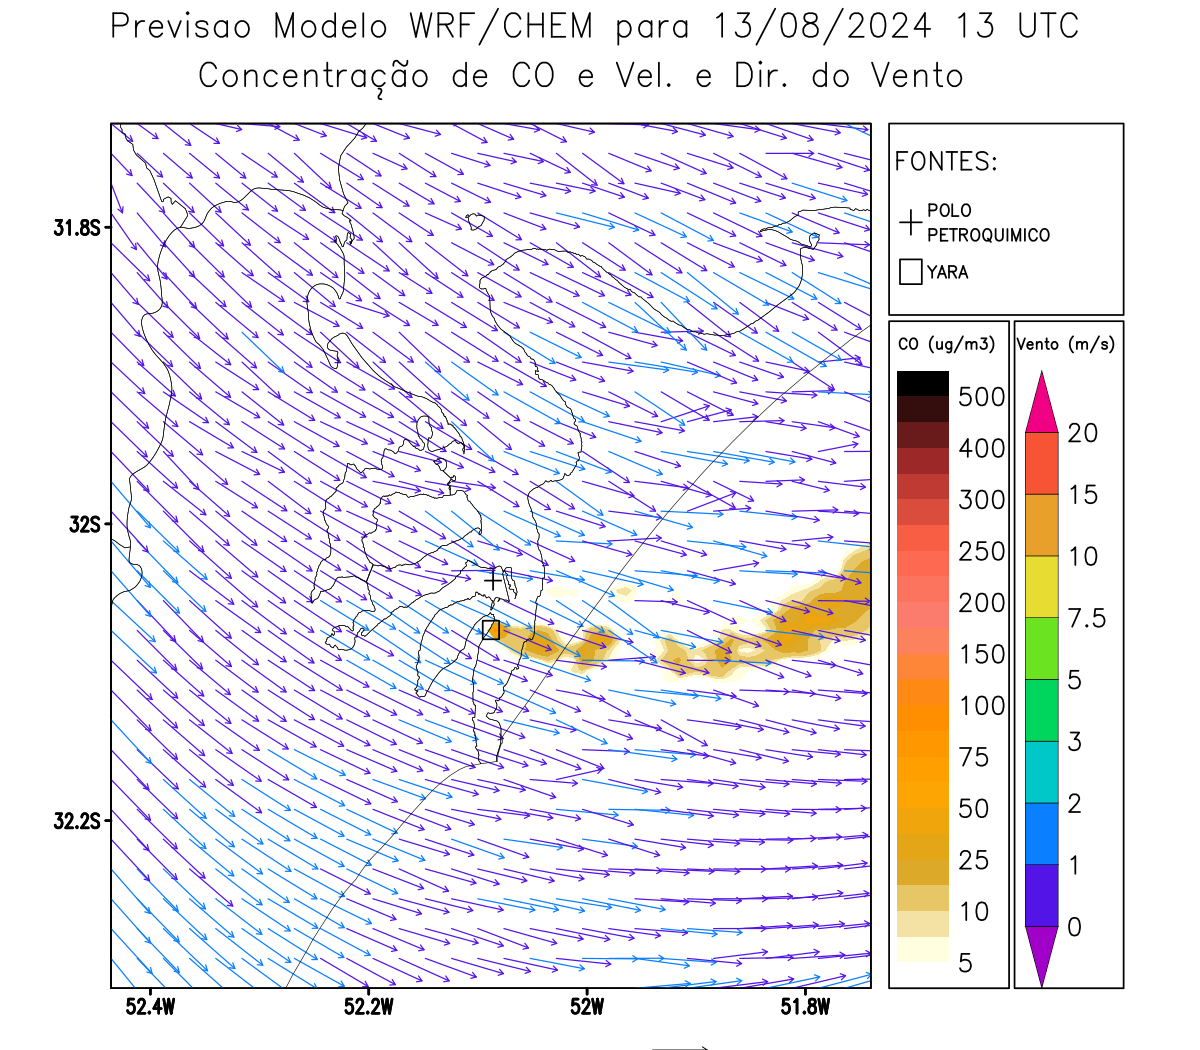 Previsao Modelo WRF/CHEM para 13/08/2024 13 UTC
Concentração de CO e Vel. e Dir. do Vento
FONTES:
POLO
PETROQUIMICO
YARA
CO (ug/m3)
500
400
300
250
200
150
100
75
50
25
10
5
Vento (m/s)
20
15
10
7.5
5
3
2
1
0
31.8S
32S
32.2S
52.4W
52.2W
52W
51.8W